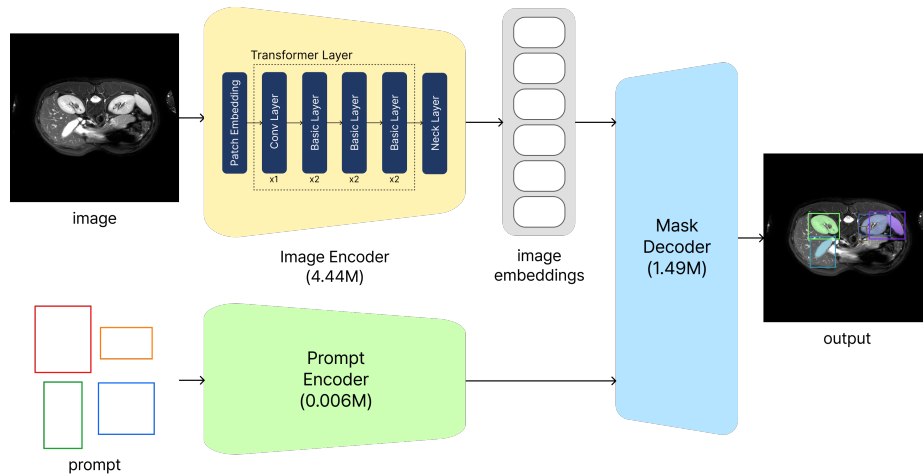 image
Transformer Layer
Patch Embedding
Conv Layer
x1
Basic Layer
x2
Basic Layer
x2
Basic Layer
x2
Neck Layer
Image Encoder
(4.44M)
image
embeddings
prompt
Prompt
Encoder
(0.006M)
Mask
Decoder
(1.49M)
output